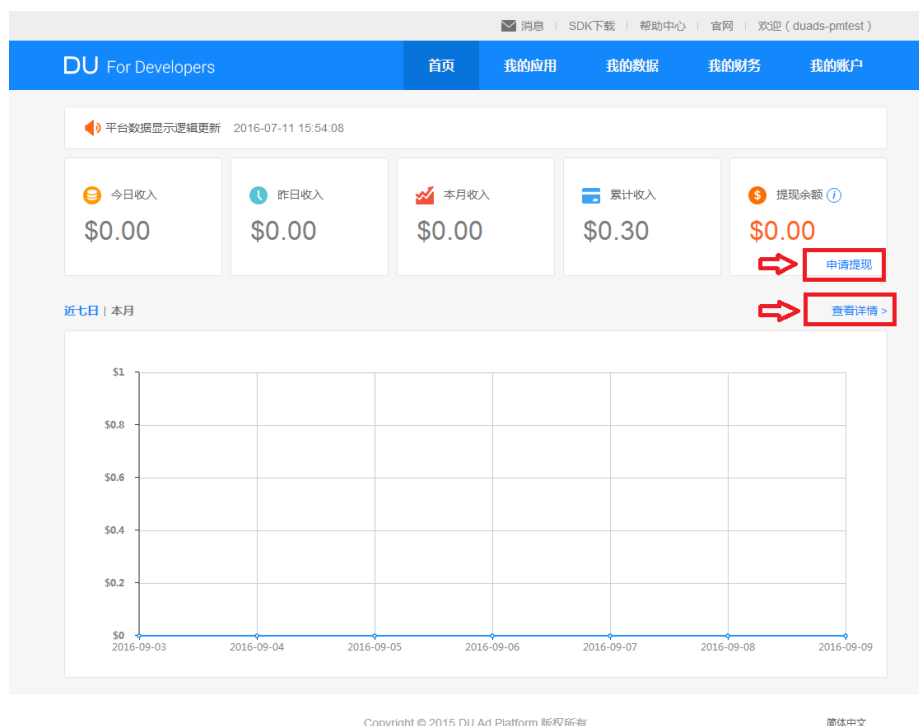 消息 | SDK下载 | 帮助中心 | 官网 | 欢迎 ( duads-pmtest )
DU For Developers 首页 我的应用 我的数据 我的财务 我的账户
平台数据显示逻辑更新 2016-07-11 15:54:08
今日收入 昨日收入 本月收入 累计收入 提现余额
$0.00 $0.00 $0.00 $0.30 $0.00
申请提现
近七日 | 本月 查看详情 >
$1
$0.8
$0.6
$0.4
$0.2
$0
2016-09-03 2016-09-04 2016-09-05 2016-09-06 2016-09-07 2016-09-08 2016-09-09
Copyright © 2015 DU Ad Platform 版权所有 简体中文